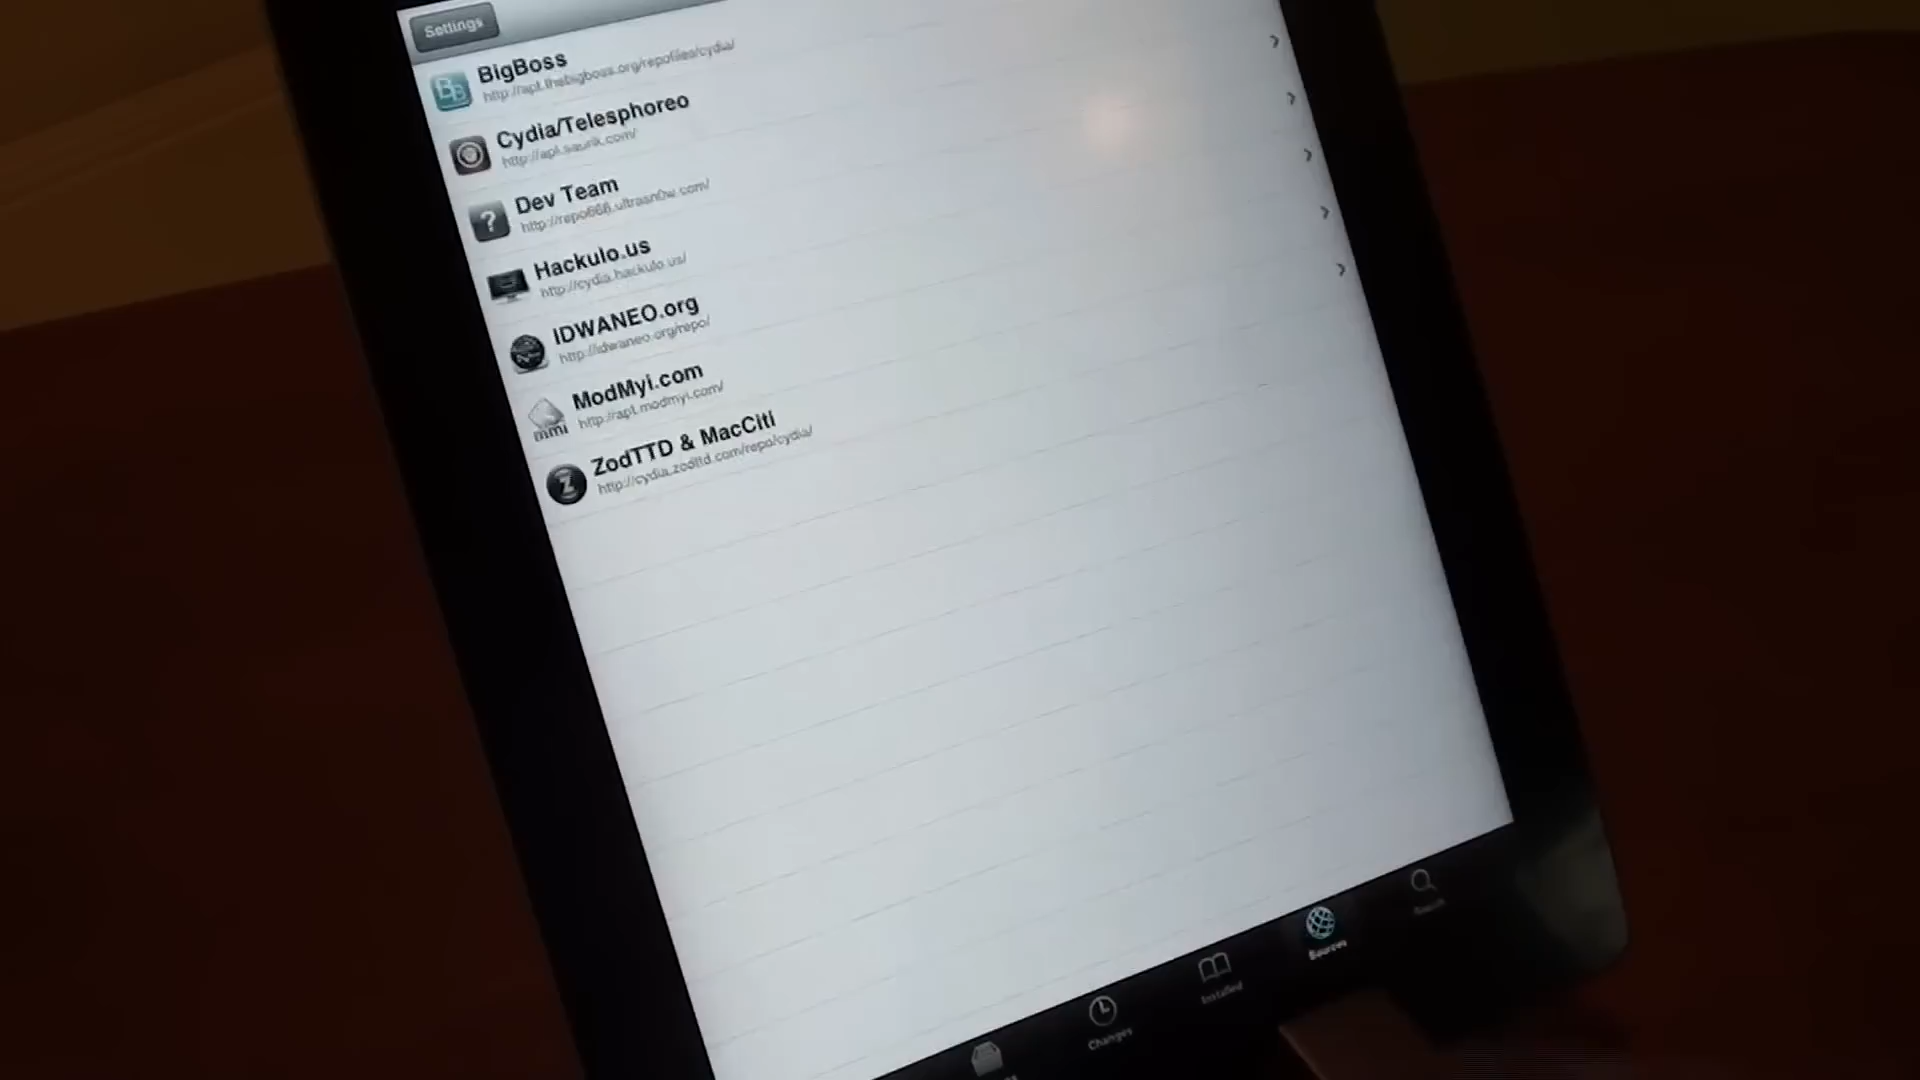 Settings
BigBoss
http://apt.thebigboss.org/repofiles/cydia/
Cydia/Telesphoreo
http://apt.saurik.com/
Dev Team
http://repo666.ultrasn0w.com/
Hackulo.us
http://cydia.hackulo.us/
IDWANEO.org
http://idwaneo.org/repo/
ModMyi.com
http://apt.modmyi.com/
mmi
ZodTTD & MacCiti
http://cydia.zodttd.com/repo/cydia/
Changes
Installed
Sources
Search